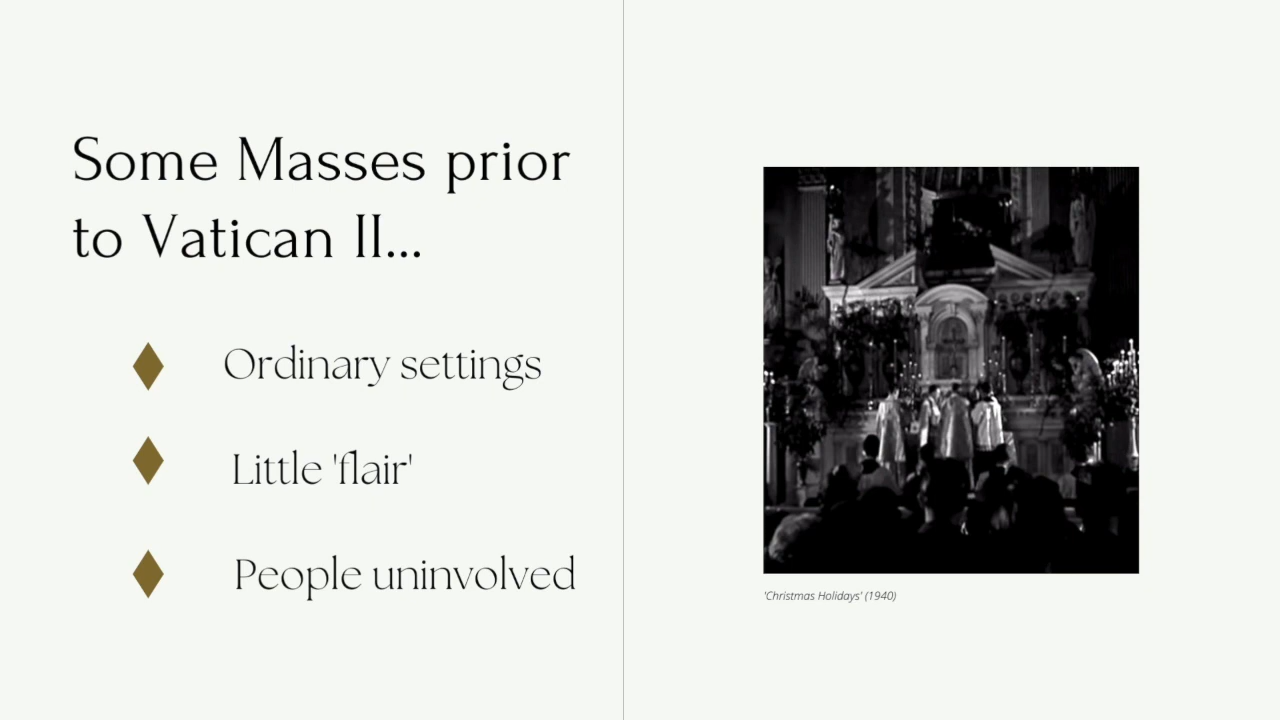 Some Masses prior
to Vatican II...
Ordinary settings
Little 'flair'
People uninvolved
'Christmas Holidays' (1940)